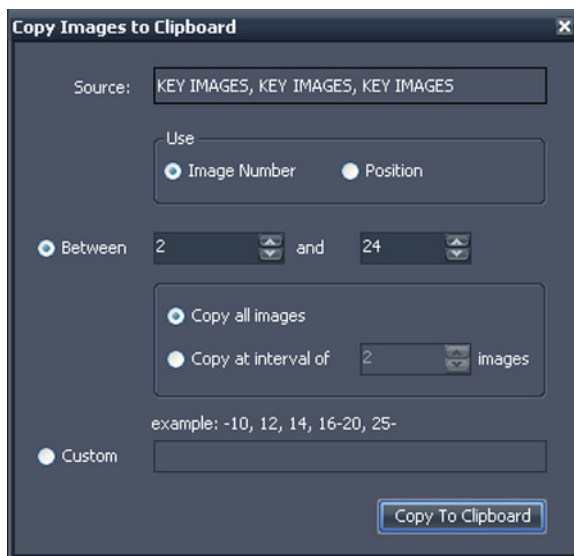 Copy Images to Clipboard
Source: KEY IMAGES, KEY IMAGES, KEY IMAGES
Use
Image Number Position
Between 2 and 24
Copy all images
Copy at interval of 2 images
example: -10, 12, 14, 16-20, 25-
Custom
Copy To Clipboard